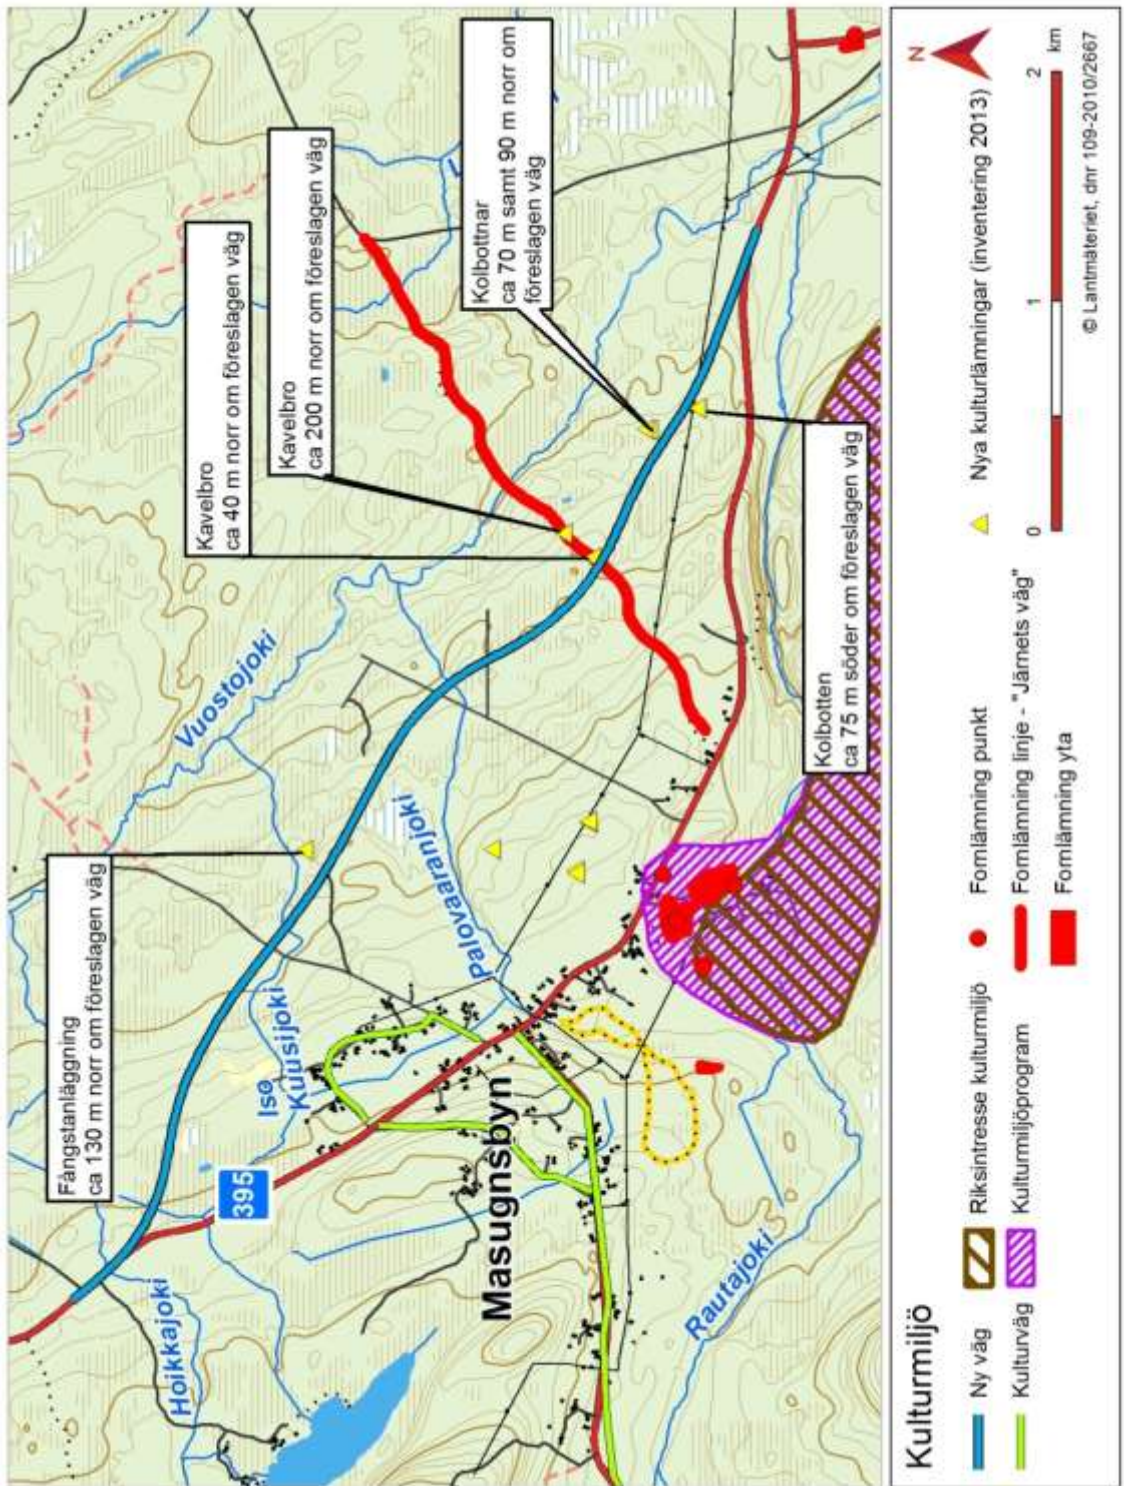 Fångstanläggning
ca 130 m norr om föreslagen väg
Kavelbro
ca 40 m norr om föreslagen väg
Kavelbro
ca 200 m norr om föreslagen väg
Kolbottnar
ca 70 m samt 90 m norr om
föreslagen väg
Kolbotten
ca 75 m söder om föreslagen väg
Hoikkajoki
395
Iso
Kuusijoki
Vuostojoki
Palovaaranjoki
Masugnsbyn
Rautajoki
Kulturmiljö
Ny väg
Kulturväg
Riksintresse kulturmiljö
Kulturmiljöprogram
Fornlämning punkt
Fornlämning linje - "Järnets väg"
Fornlämning yta
Nya kulturlämningar (inventering 2013)
N
0 1 2
km
© Lantmäteriet, dnr 109-2010/2667